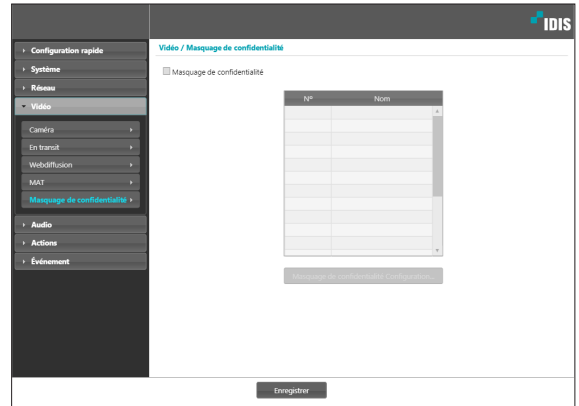 IDIS
Configuration rapide
Système
Réseau
Vidéo
Caméra
En transit
Webdiffusion
MAT
Masquage de confidentialité
Audio
Actions
Événement
Vidéo / Masquage de confidentialité
Masquage de confidentialité
Nº Nom
Masquage de confidentialité Configuration...
Enregistrer